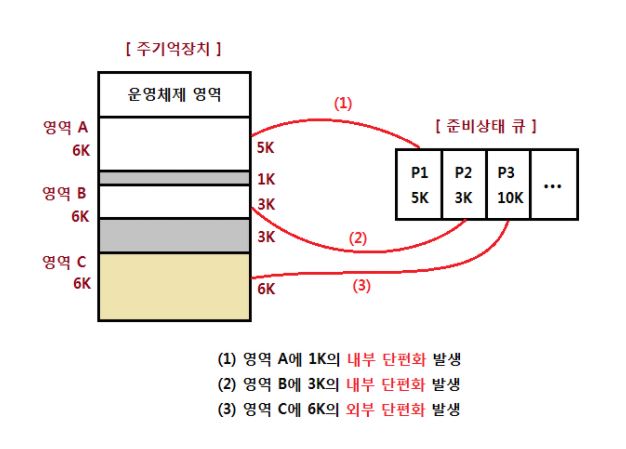 [ 주기억장치 ]
운영체제 영역
영역 A
6K
5K
1K
영역 B
6K
3K
3K
영역 C
6K
6K
(1)
(2)
(3)
[ 준비상태 큐 ]
P1 P2 P3 ...
5K 3K 10K
(1) 영역 A에 1K의 내부 단편화 발생
(2) 영역 B에 3K의 내부 단편화 발생
(3) 영역 C에 6K의 외부 단편화 발생